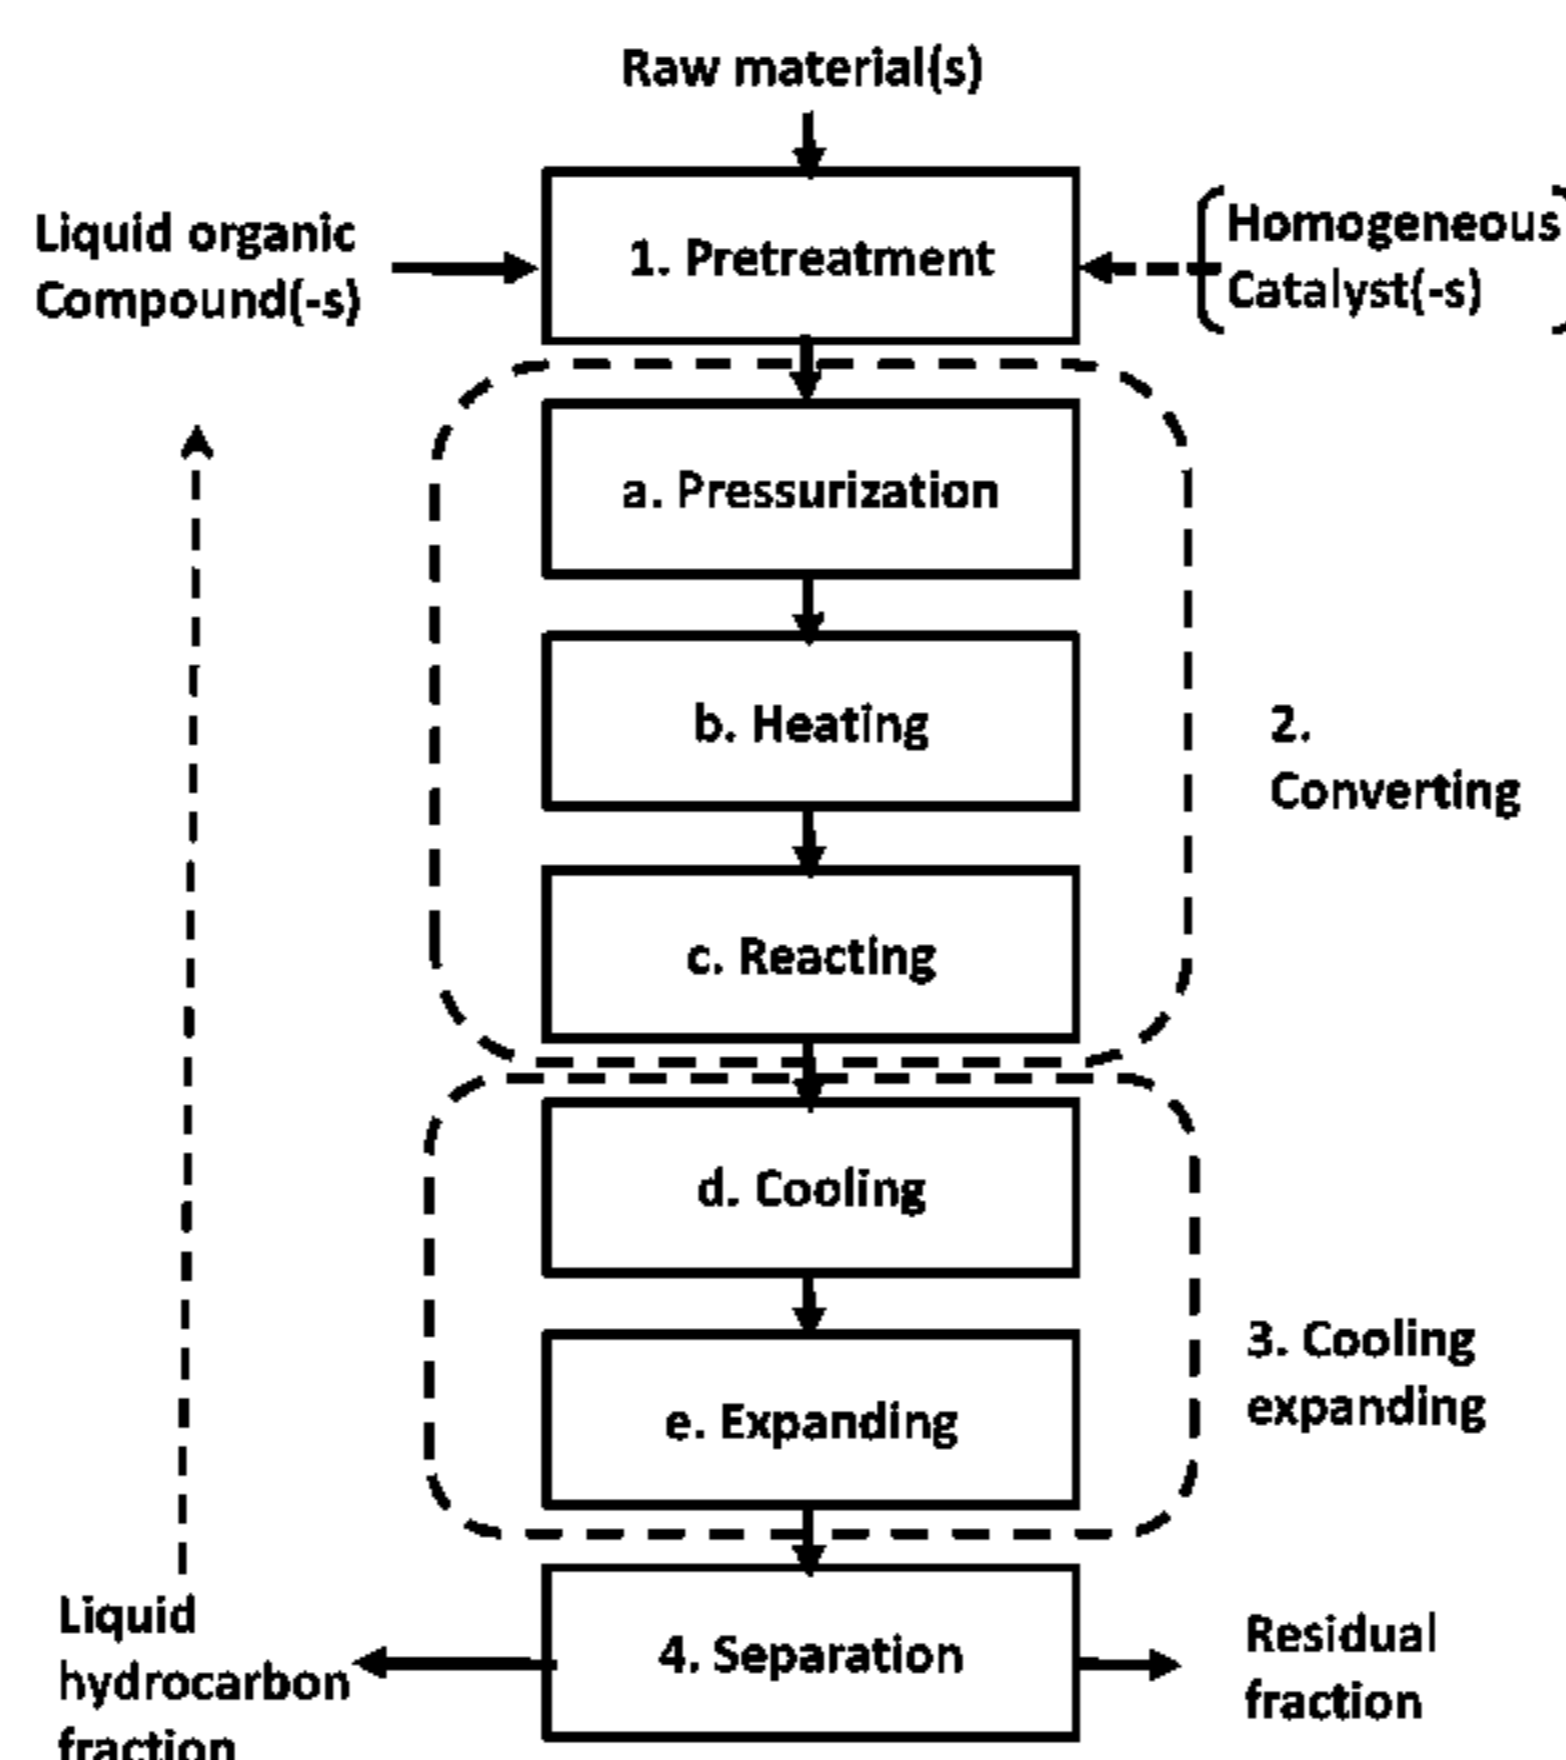 Raw material(s)
Liquid organic
Compound(-s)
1. Pretreatment
Homogeneous
Catalyst(-s)
a. Pressurization
b. Heating
2.
Converting
c. Reacting
d. Cooling
e. Expanding
3. Cooling
expanding
4. Separation
Liquid
hydrocarbon
fraction
Residual
fraction